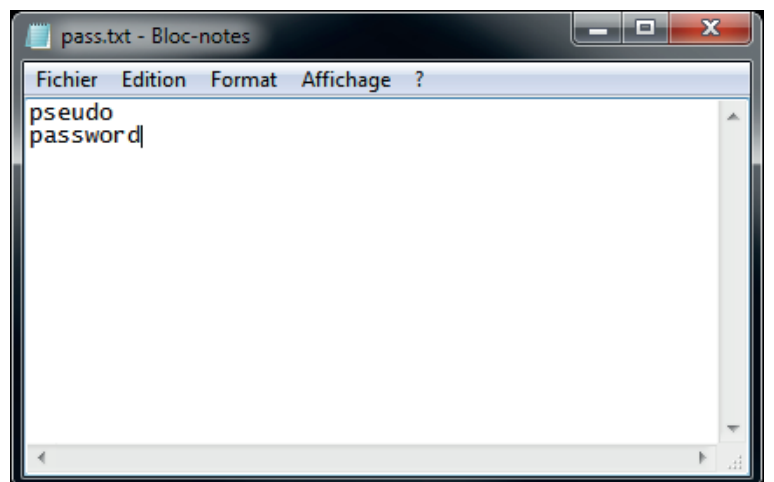 pass.txt - Bloc-notes
Fichier Edition Format Affichage ?
pseudo
password